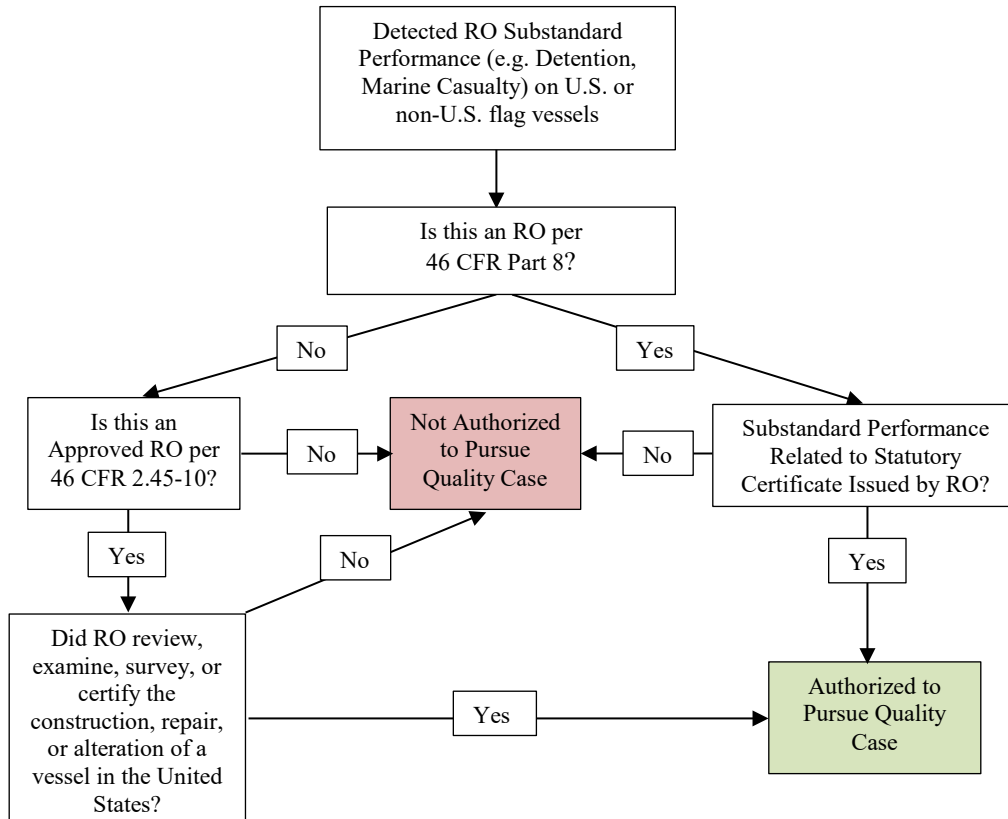 Detected RO Substandard
Performance (e.g. Detention,
Marine Casualty) on U.S. or
non-U.S. flag vessels
Is this an RO per
46 CFR Part 8?
No
Yes
Is this an
Approved RO per
46 CFR 2.45-10?
No
Not Authorized
to Pursue
Quality Case
No
Substandard Performance
Related to Statutory
Certificate Issued by RO?
Yes
No
Yes
Did RO review,
examine, survey, or
certify the
construction, repair,
or alteration of a
vessel in the United
States?
Yes
Authorized to
Pursue Quality
Case